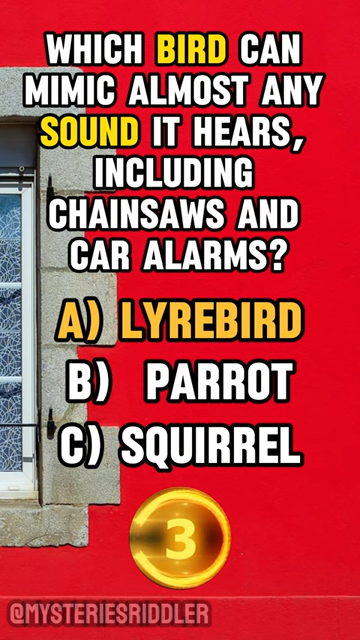 WHICH BIRD CAN
MIMIC ALMOST ANY
SOUND IT HEARS,
INCLUDING
CHAINSAWS AND
CAR ALARMS?
A) LYREBIRD
B) PARROT
C) SQUIRREL
3
@MYSTERIESRIDDLER